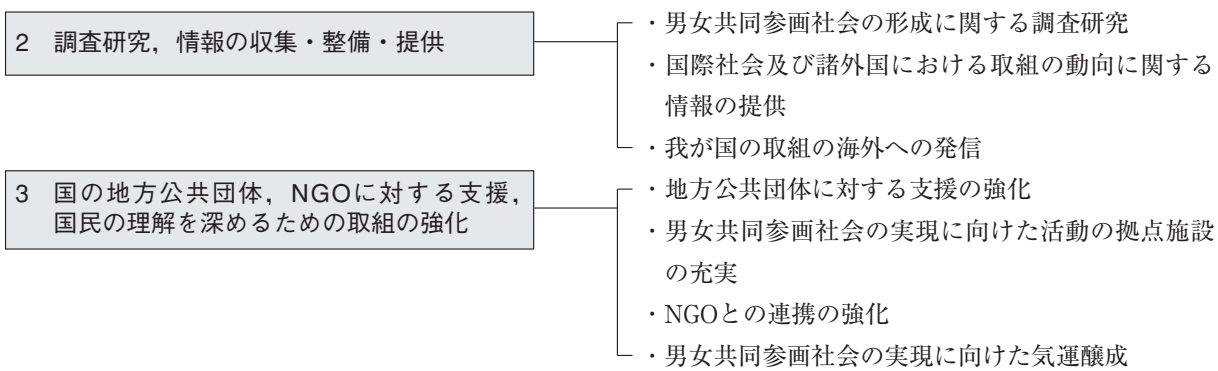 2 調査研究，情報の収集・整備・提供
・男女共同参画社会の形成に関する調査研究
・国際社会及び諸外国における取組の動向に関する
情報の提供
・我が国の取組の海外への発信
3 国の地方公共団体，NGOに対する支援，
国民の理解を深めるための取組の強化
・地方公共団体に対する支援の強化
・男女共同参画社会の実現に向けた活動の拠点施設
の充実
・NGOとの連携の強化
・男女共同参画社会の実現に向けた気運醸成